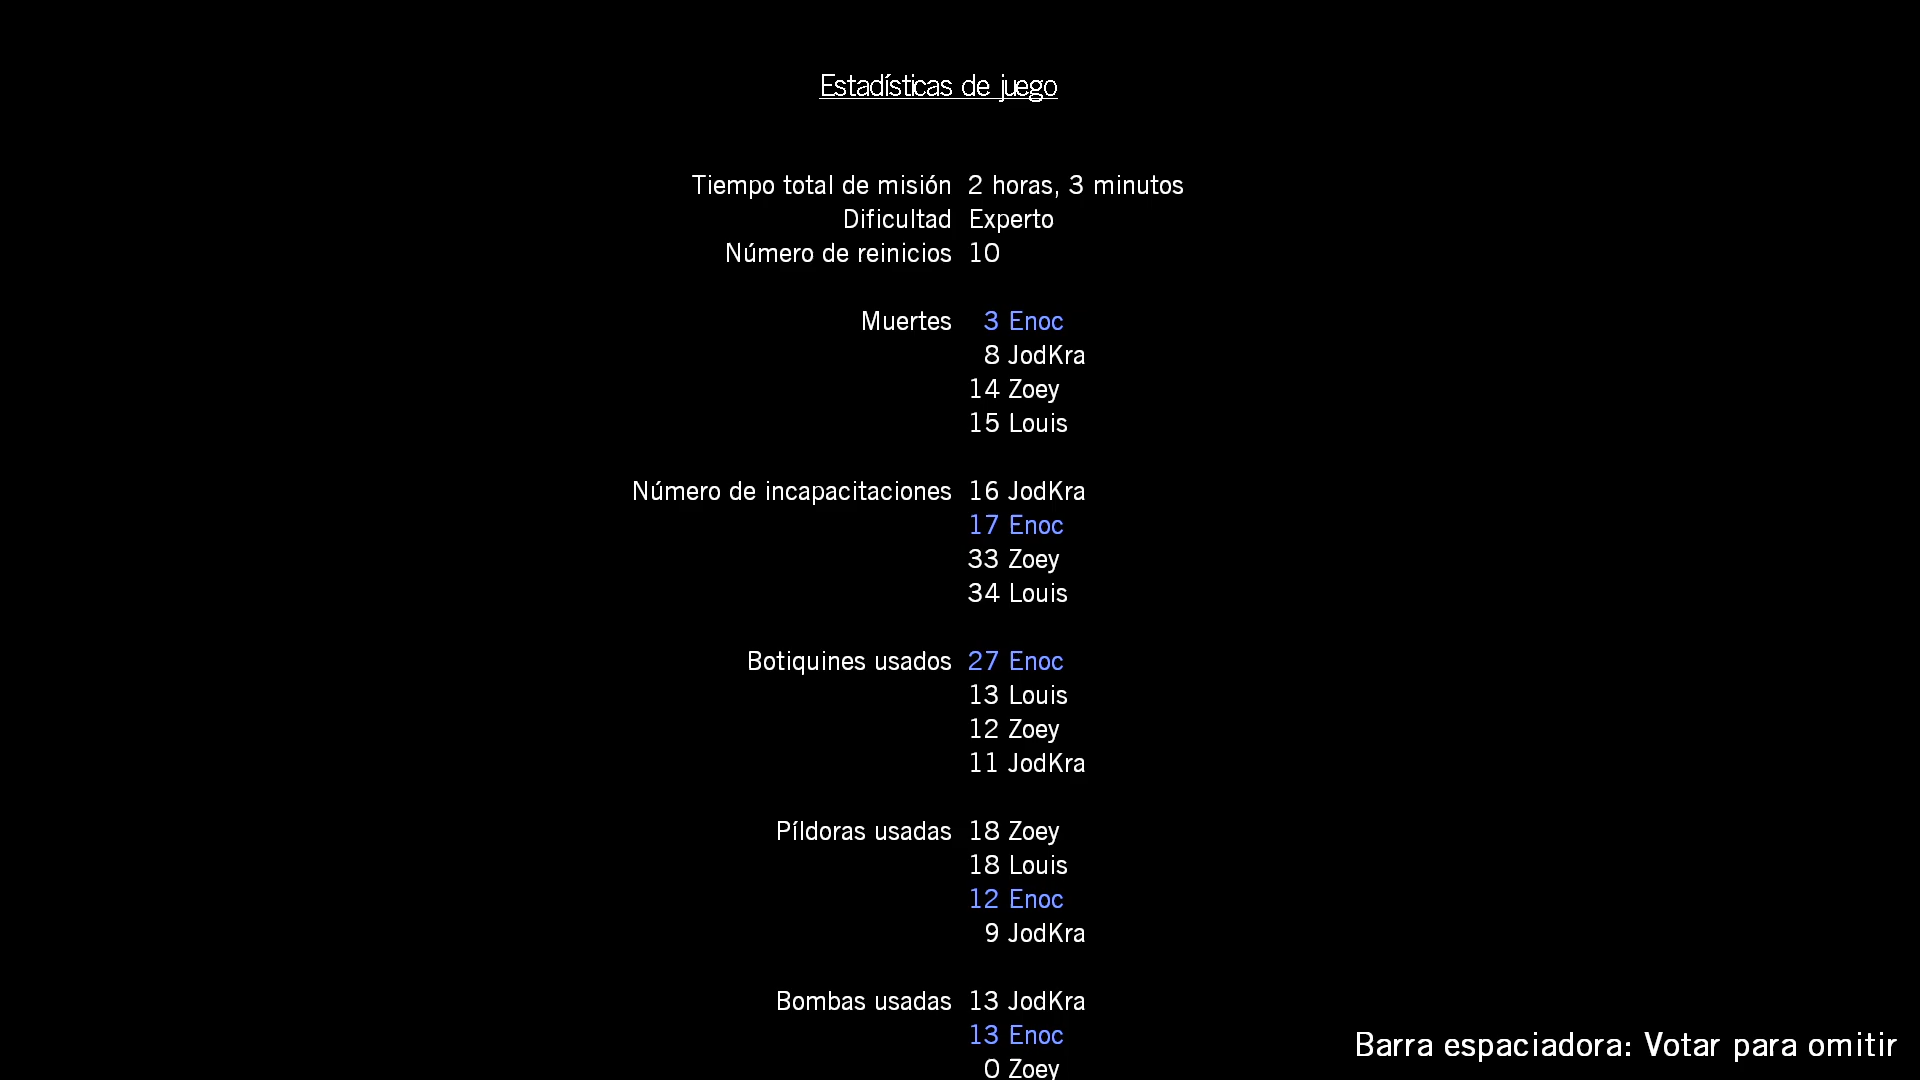 Estadísticas de juego
Tiempo total de misión 2 horas, 3 minutos
Dificultad Experto
Número de reinicios 10
Muertes 3 Enoc
8 JodKra
14 Zoey
15 Louis
Número de incapacitaciones 16 JodKra
17 Enoc
33 Zoey
34 Louis
Botiquines usados 27 Enoc
13 Louis
12 Zoey
11 JodKra
Píldoras usadas 18 Zoey
18 Louis
12 Enoc
9 JodKra
Bombas usadas 13 JodKra
13 Enoc
0 Zoey
Barra espaciadora: Votar para omitir